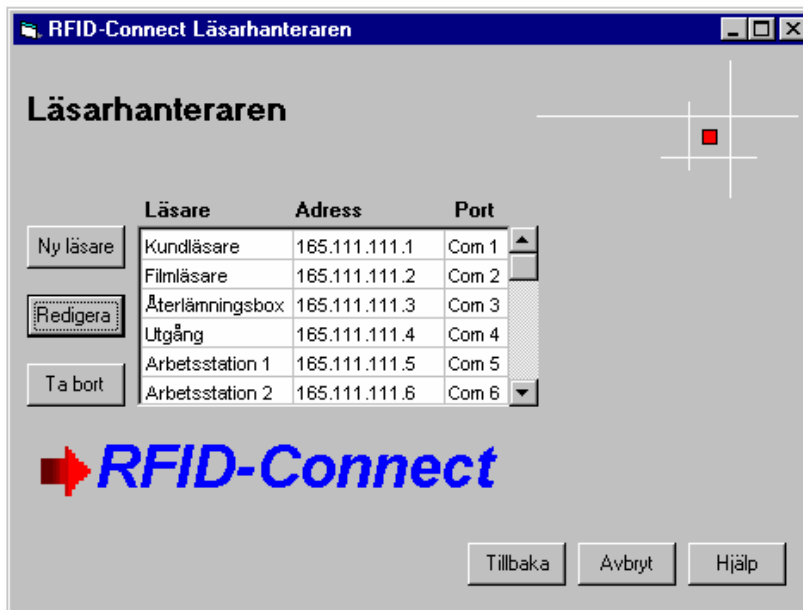 RFID-Connect Läsarhanteraren
Läsarhanteraren
Läsare Adress Port
Ny läsare
Redigera
Ta bort
Kundläsare 165.111.111.1 Com 1
Filmläsare 165.111.111.2 Com 2
Återlämningsbox 165.111.111.3 Com 3
Utgång 165.111.111.4 Com 4
Arbetsstation 1 165.111.111.5 Com 5
Arbetsstation 2 165.111.111.6 Com 6
RFID-Connect
Tillbaka Avbryt Hjälp